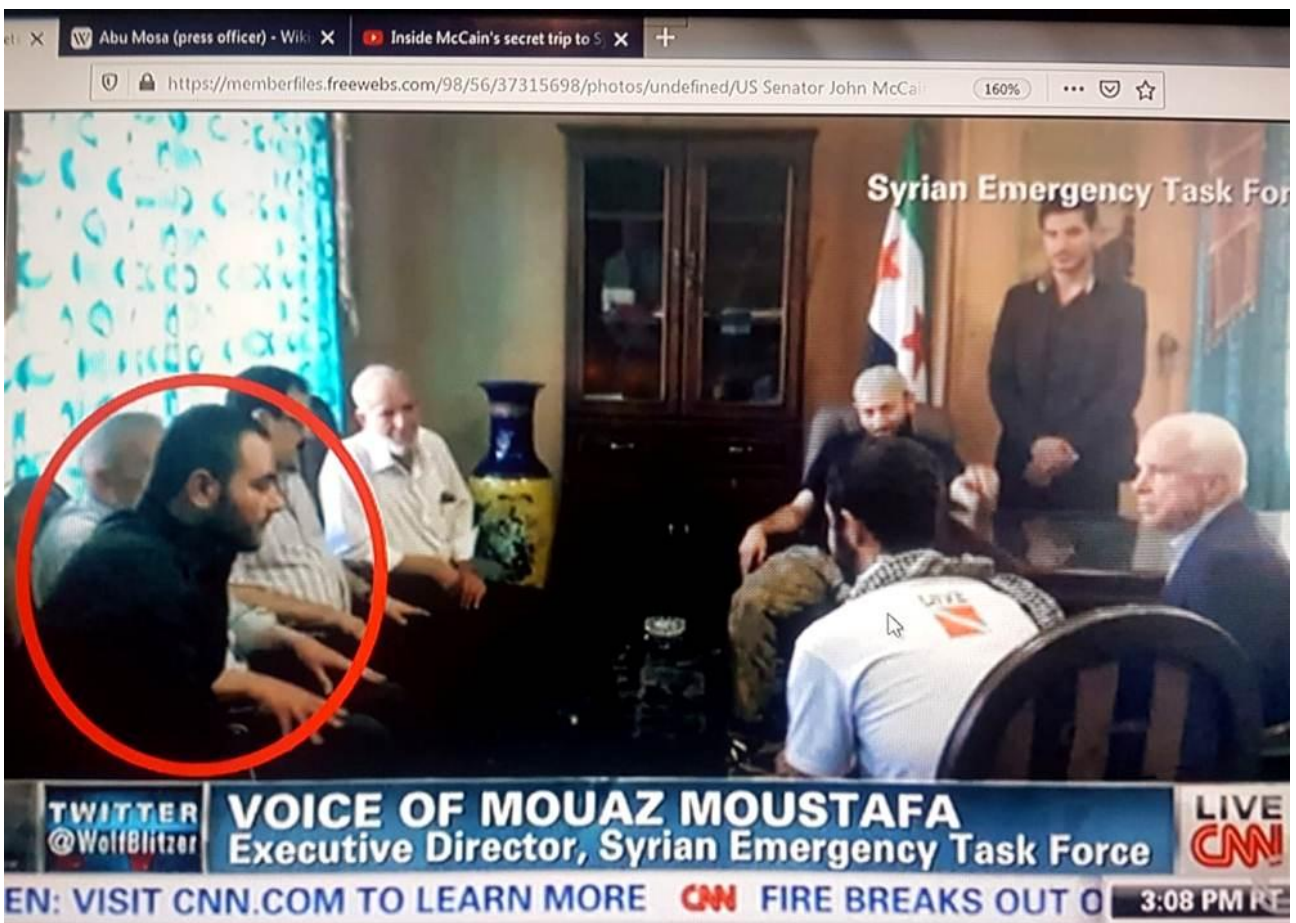 Abu Mosa (press officer) - Wiki
Inside McCain's secret trip to S
https://memberfiles.freewebs.com/98/56/37315698/photos/undefined/US Senator John McCai
160%
Syrian Emergency Task For
LIVE
TWITTER
@WolfBlitzer
VOICE OF MOUAZ MOUSTAFA
Executive Director, Syrian Emergency Task Force
LIVE
CNN
EN: VISIT CNN.COM TO LEARN MORE CNN FIRE BREAKS OUT O
3:08 PM ET